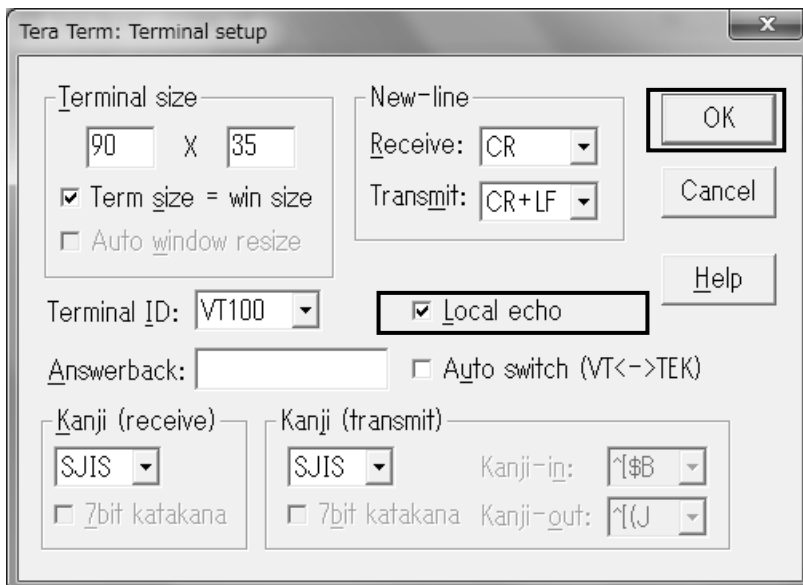 Tera Term: Terminal setup
x
Terminal size
90 X 35
Term size = win size
Auto window resize
New-line
Receive: CR
Transmit: CR+LF
OK
Cancel
Help
Terminal ID: VT100
Local echo
Answerback:
Auto switch (VT<->TEK)
Kanji (receive)
SJIS
7bit katakana
Kanji (transmit)
SJIS
7bit katakana
Kanji-in: ^[$B
Kanji-out: ^[(J